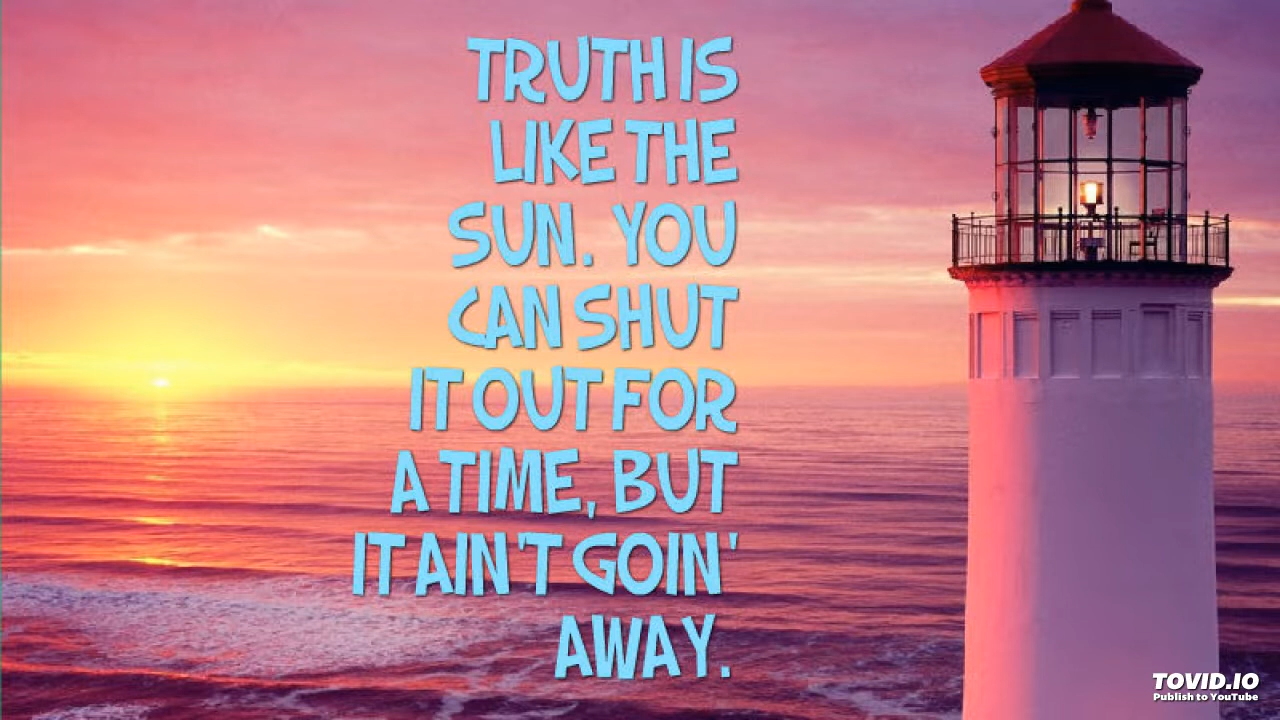 TRUTH IS
LIKE THE
SUN. YOU
CAN SHUT
IT OUT FOR
A TIME, BUT
IT AIN'T GOIN'
AWAY.
TOVID.IO
Publish to YouTube